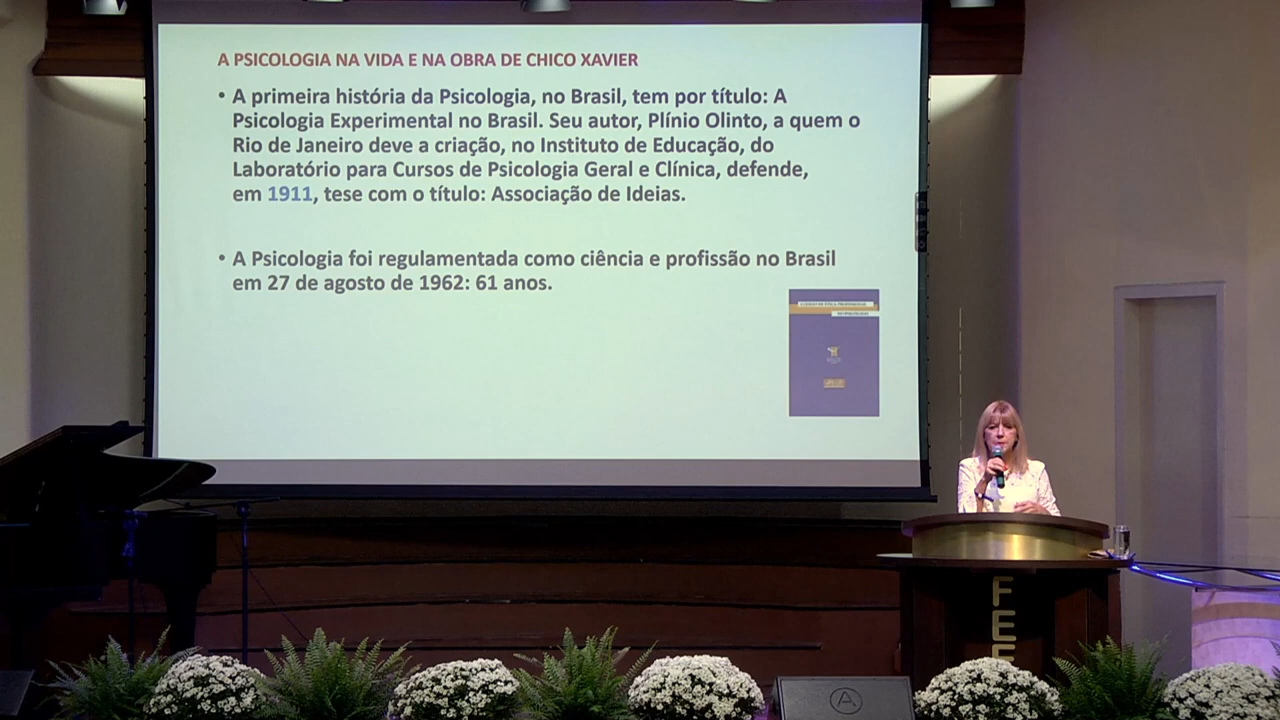 A PSICOLOGIA NA VIDA E NA OBRA DE CHICO XAVIER
• A primeira história da Psicologia, no Brasil, tem por título: A
Psicologia Experimental no Brasil. Seu autor, Plínio Olinto, a quem o
Rio de Janeiro deve a criação, no Instituto de Educação, do
Laboratório para Cursos de Psicologia Geral e Clínica, defende,
em 1911, tese com o título: Associação de Ideias.
• A Psicologia foi regulamentada como ciência e profissão no Brasil
em 27 de agosto de 1962: 61 anos.
FEE
A